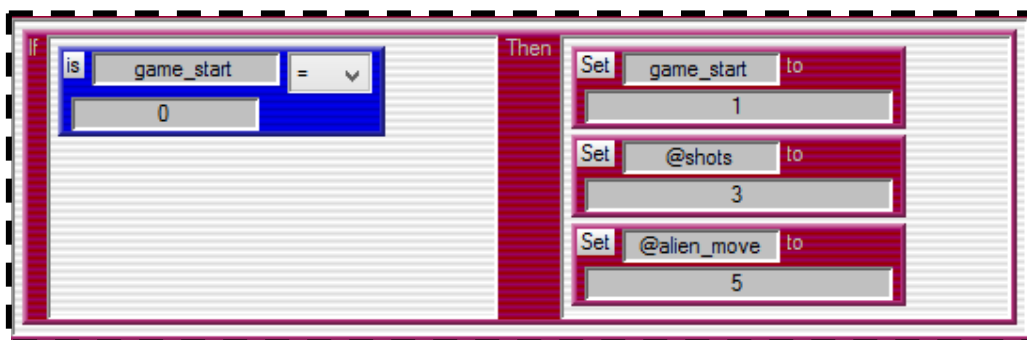 If
is game_start =
0
Then
Set game_start to
1
Set @shots to
3
Set @alien_move to
5